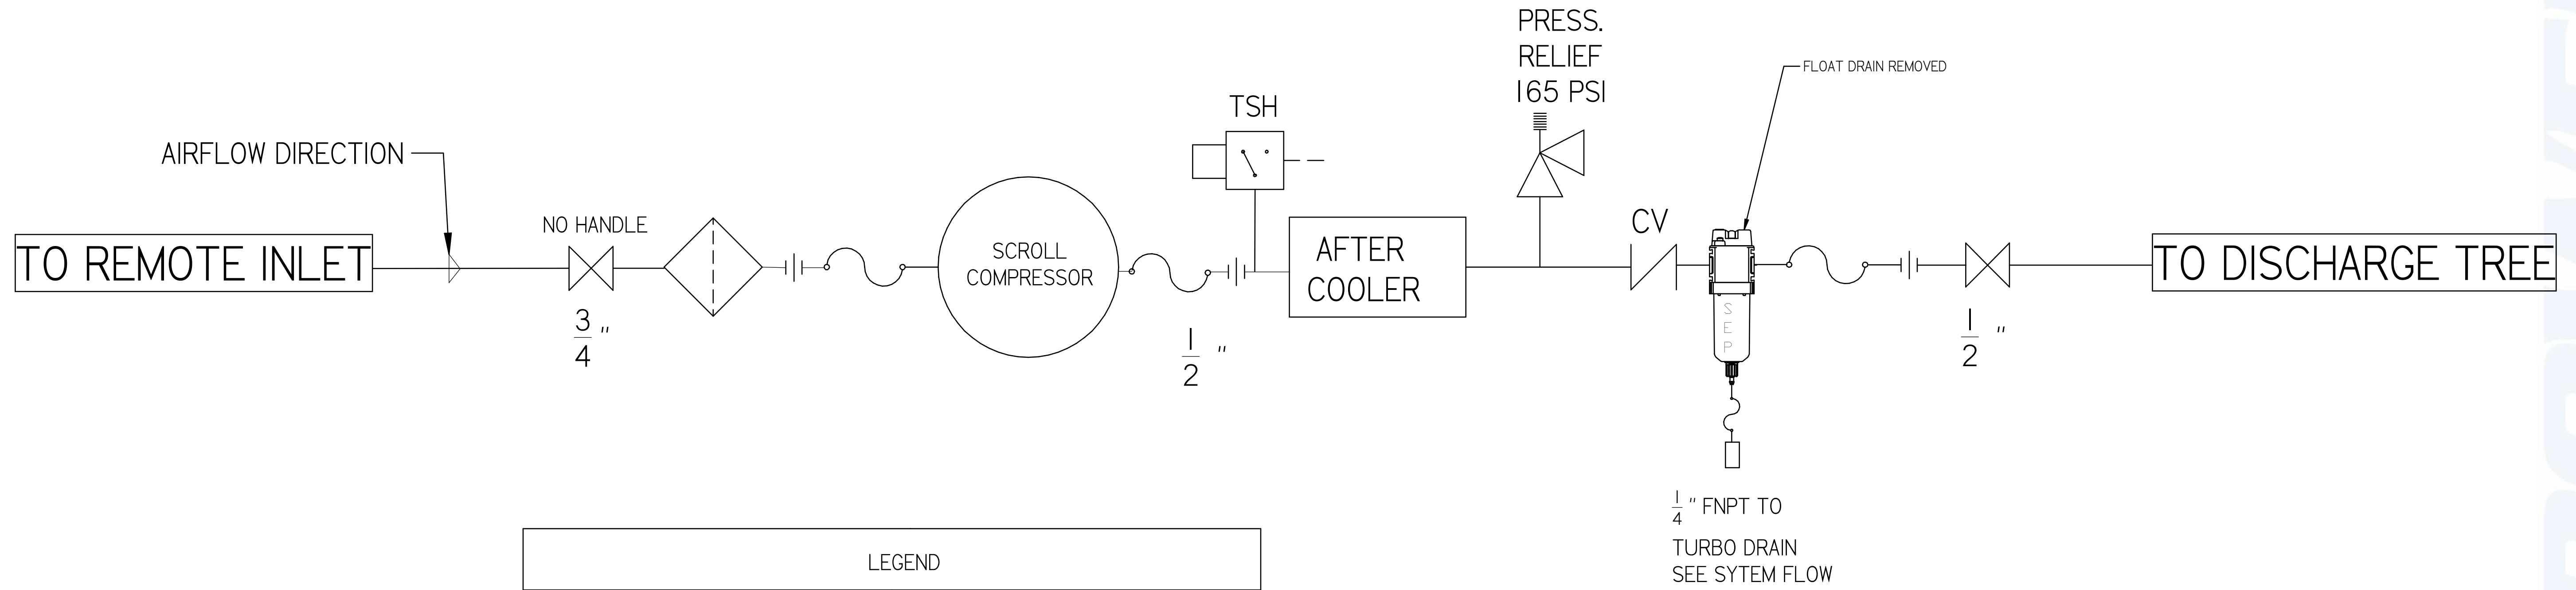 PRESS.
RELIEF
165 PSI
FLOAT DRAIN REMOVED
TSH
AIRFLOW DIRECTION
NO HANDLE
CV
TO REMOTE INLET
SCROLL
COMPRESSOR
AFTER
COOLER
TO DISCHARGE TREE
S
E
P
3/4 "
1/2 "
1/2 "
1/4 " FNPT TO
TURBO DRAIN
SEE SYTEM FLOW
LEGEND